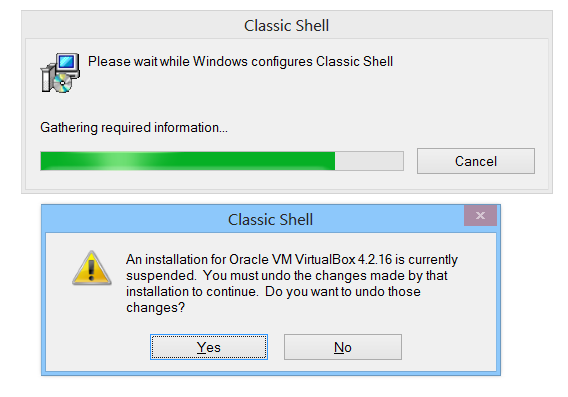 Classic Shell
Please wait while Windows configures Classic Shell
Gathering required information...
Cancel
Classic Shell
An installation for Oracle VM VirtualBox 4.2.16 is currently
suspended. You must undo the changes made by that
installation to continue. Do you want to undo those
changes?
Yes
No